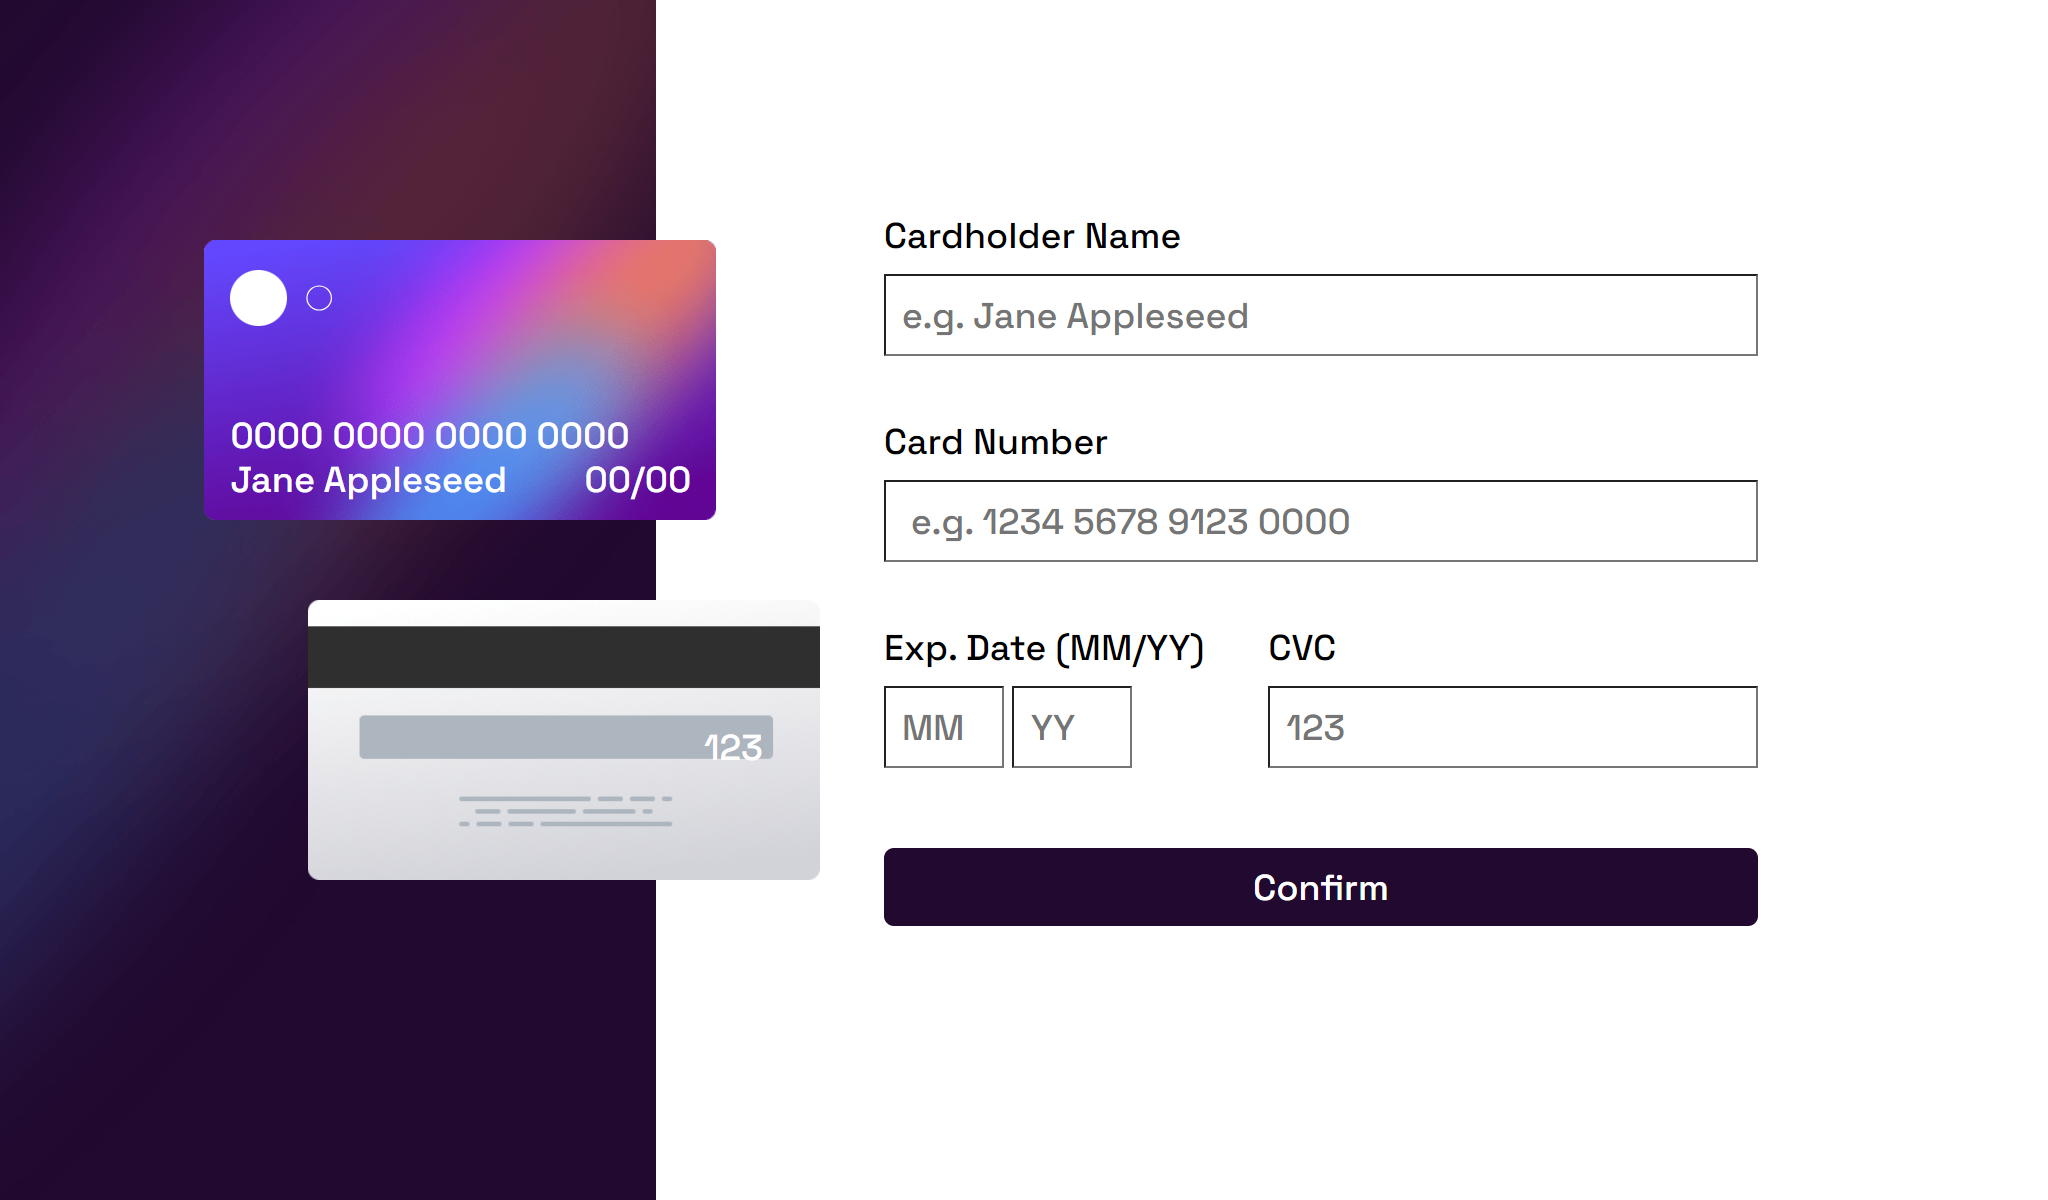 0000 0000 0000 0000
Jane Appleseed 00/00
123
Cardholder Name
e.g. Jane Appleseed
Card Number
e.g. 1234 5678 9123 0000
Exp. Date (MM/YY) CVC
MM YY 123
Confirm